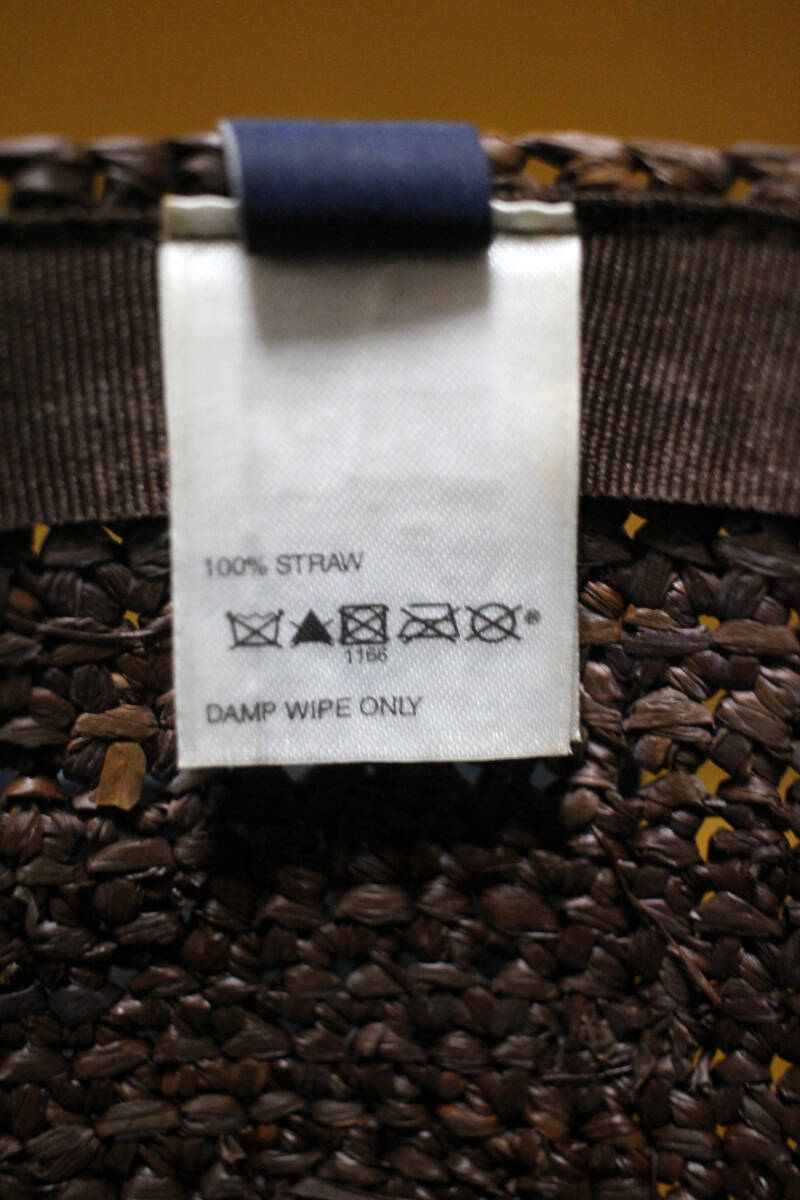 100% STRAW
®
1166
DAMP WIPE ONLY